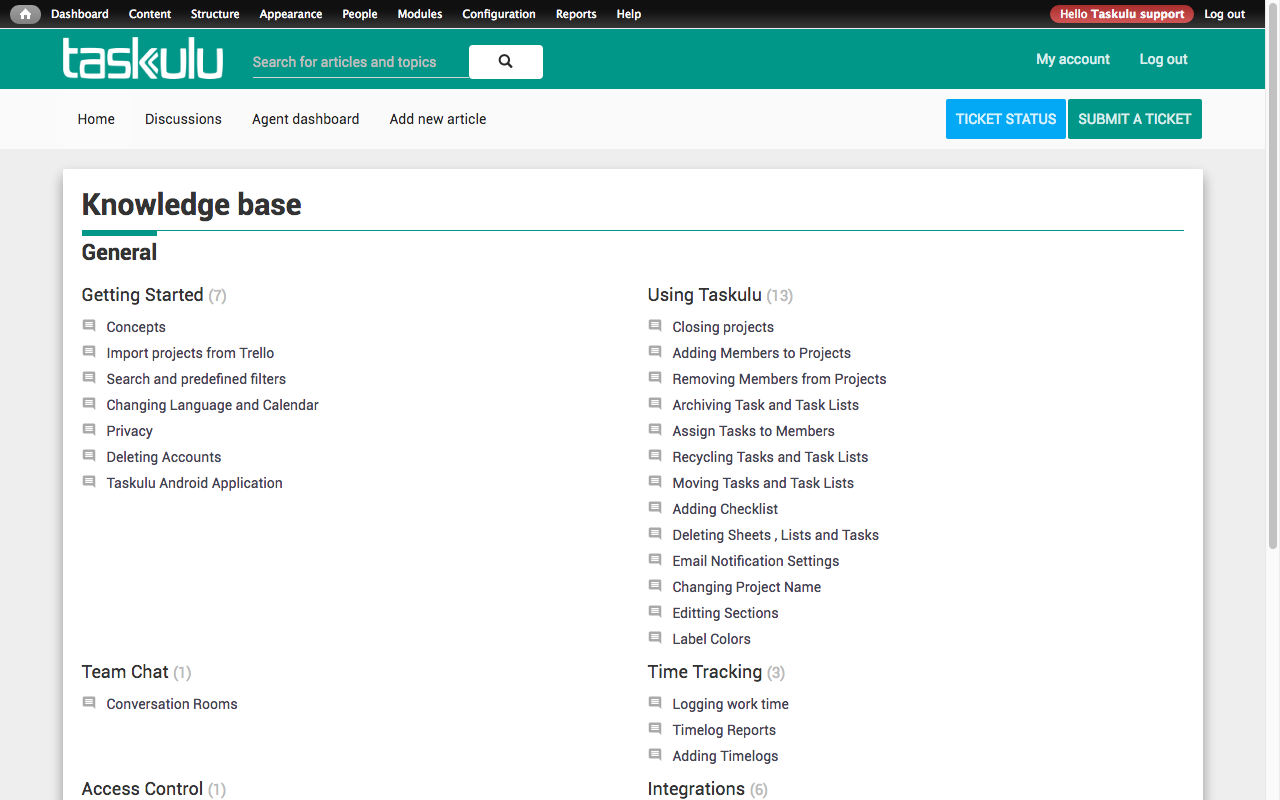 Dashboard Content Structure Appearance People Modules Configuration Reports Help Hello Taskulu support Log out
taskulu Search for articles and topics My account Log out
Home Discussions Agent dashboard Add new article TICKET STATUS SUBMIT A TICKET
Knowledge base
General
Getting Started (7)
Concepts
Import projects from Trello
Search and predefined filters
Changing Language and Calendar
Privacy
Deleting Accounts
Taskulu Android Application
Using Taskulu (13)
Closing projects
Adding Members to Projects
Removing Members from Projects
Archiving Task and Task Lists
Assign Tasks to Members
Recycling Tasks and Task Lists
Moving Tasks and Task Lists
Adding Checklist
Deleting Sheets , Lists and Tasks
Email Notification Settings
Changing Project Name
Editting Sections
Label Colors
Team Chat (1)
Conversation Rooms
Time Tracking (3)
Logging work time
Timelog Reports
Adding Timelogs
Access Control (1)
Integrations (6)